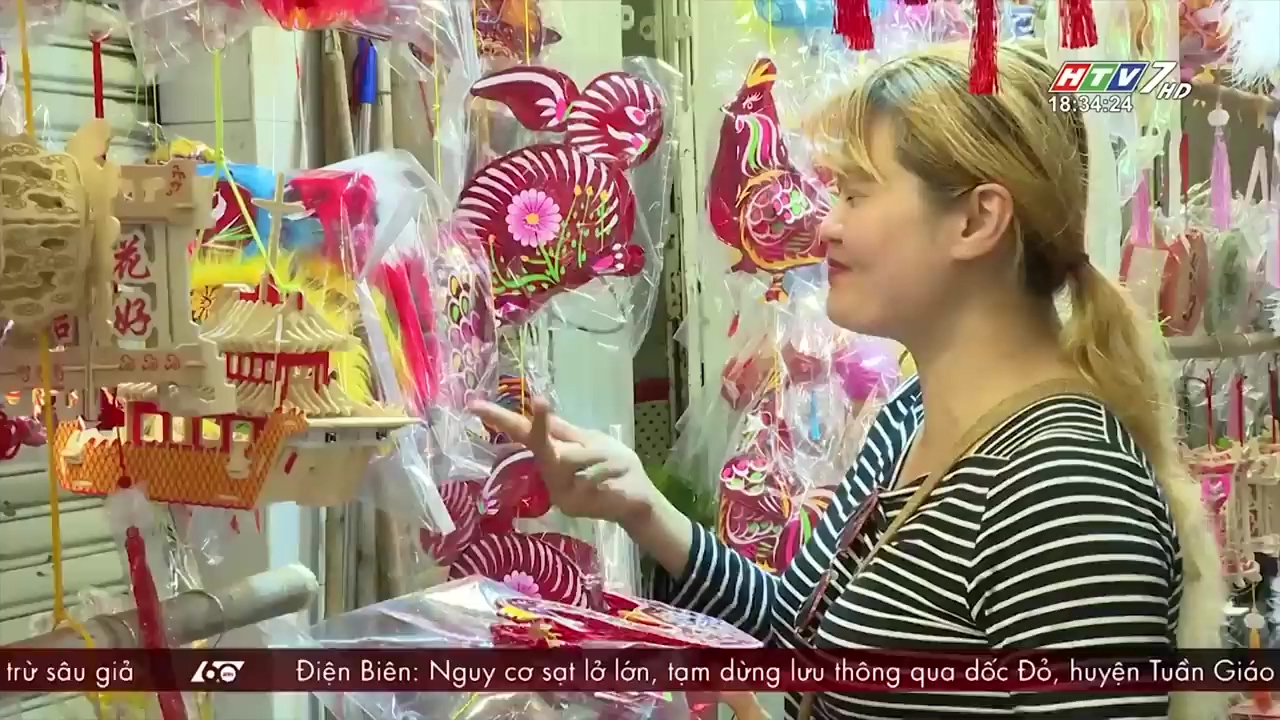 HTV7 HD
18:34:24
花好
trừ sâu giả
60
Điện Biên: Nguy cơ sạt lở lớn, tạm dừng lưu thông qua dốc Đỏ, huyện Tuần Giáo